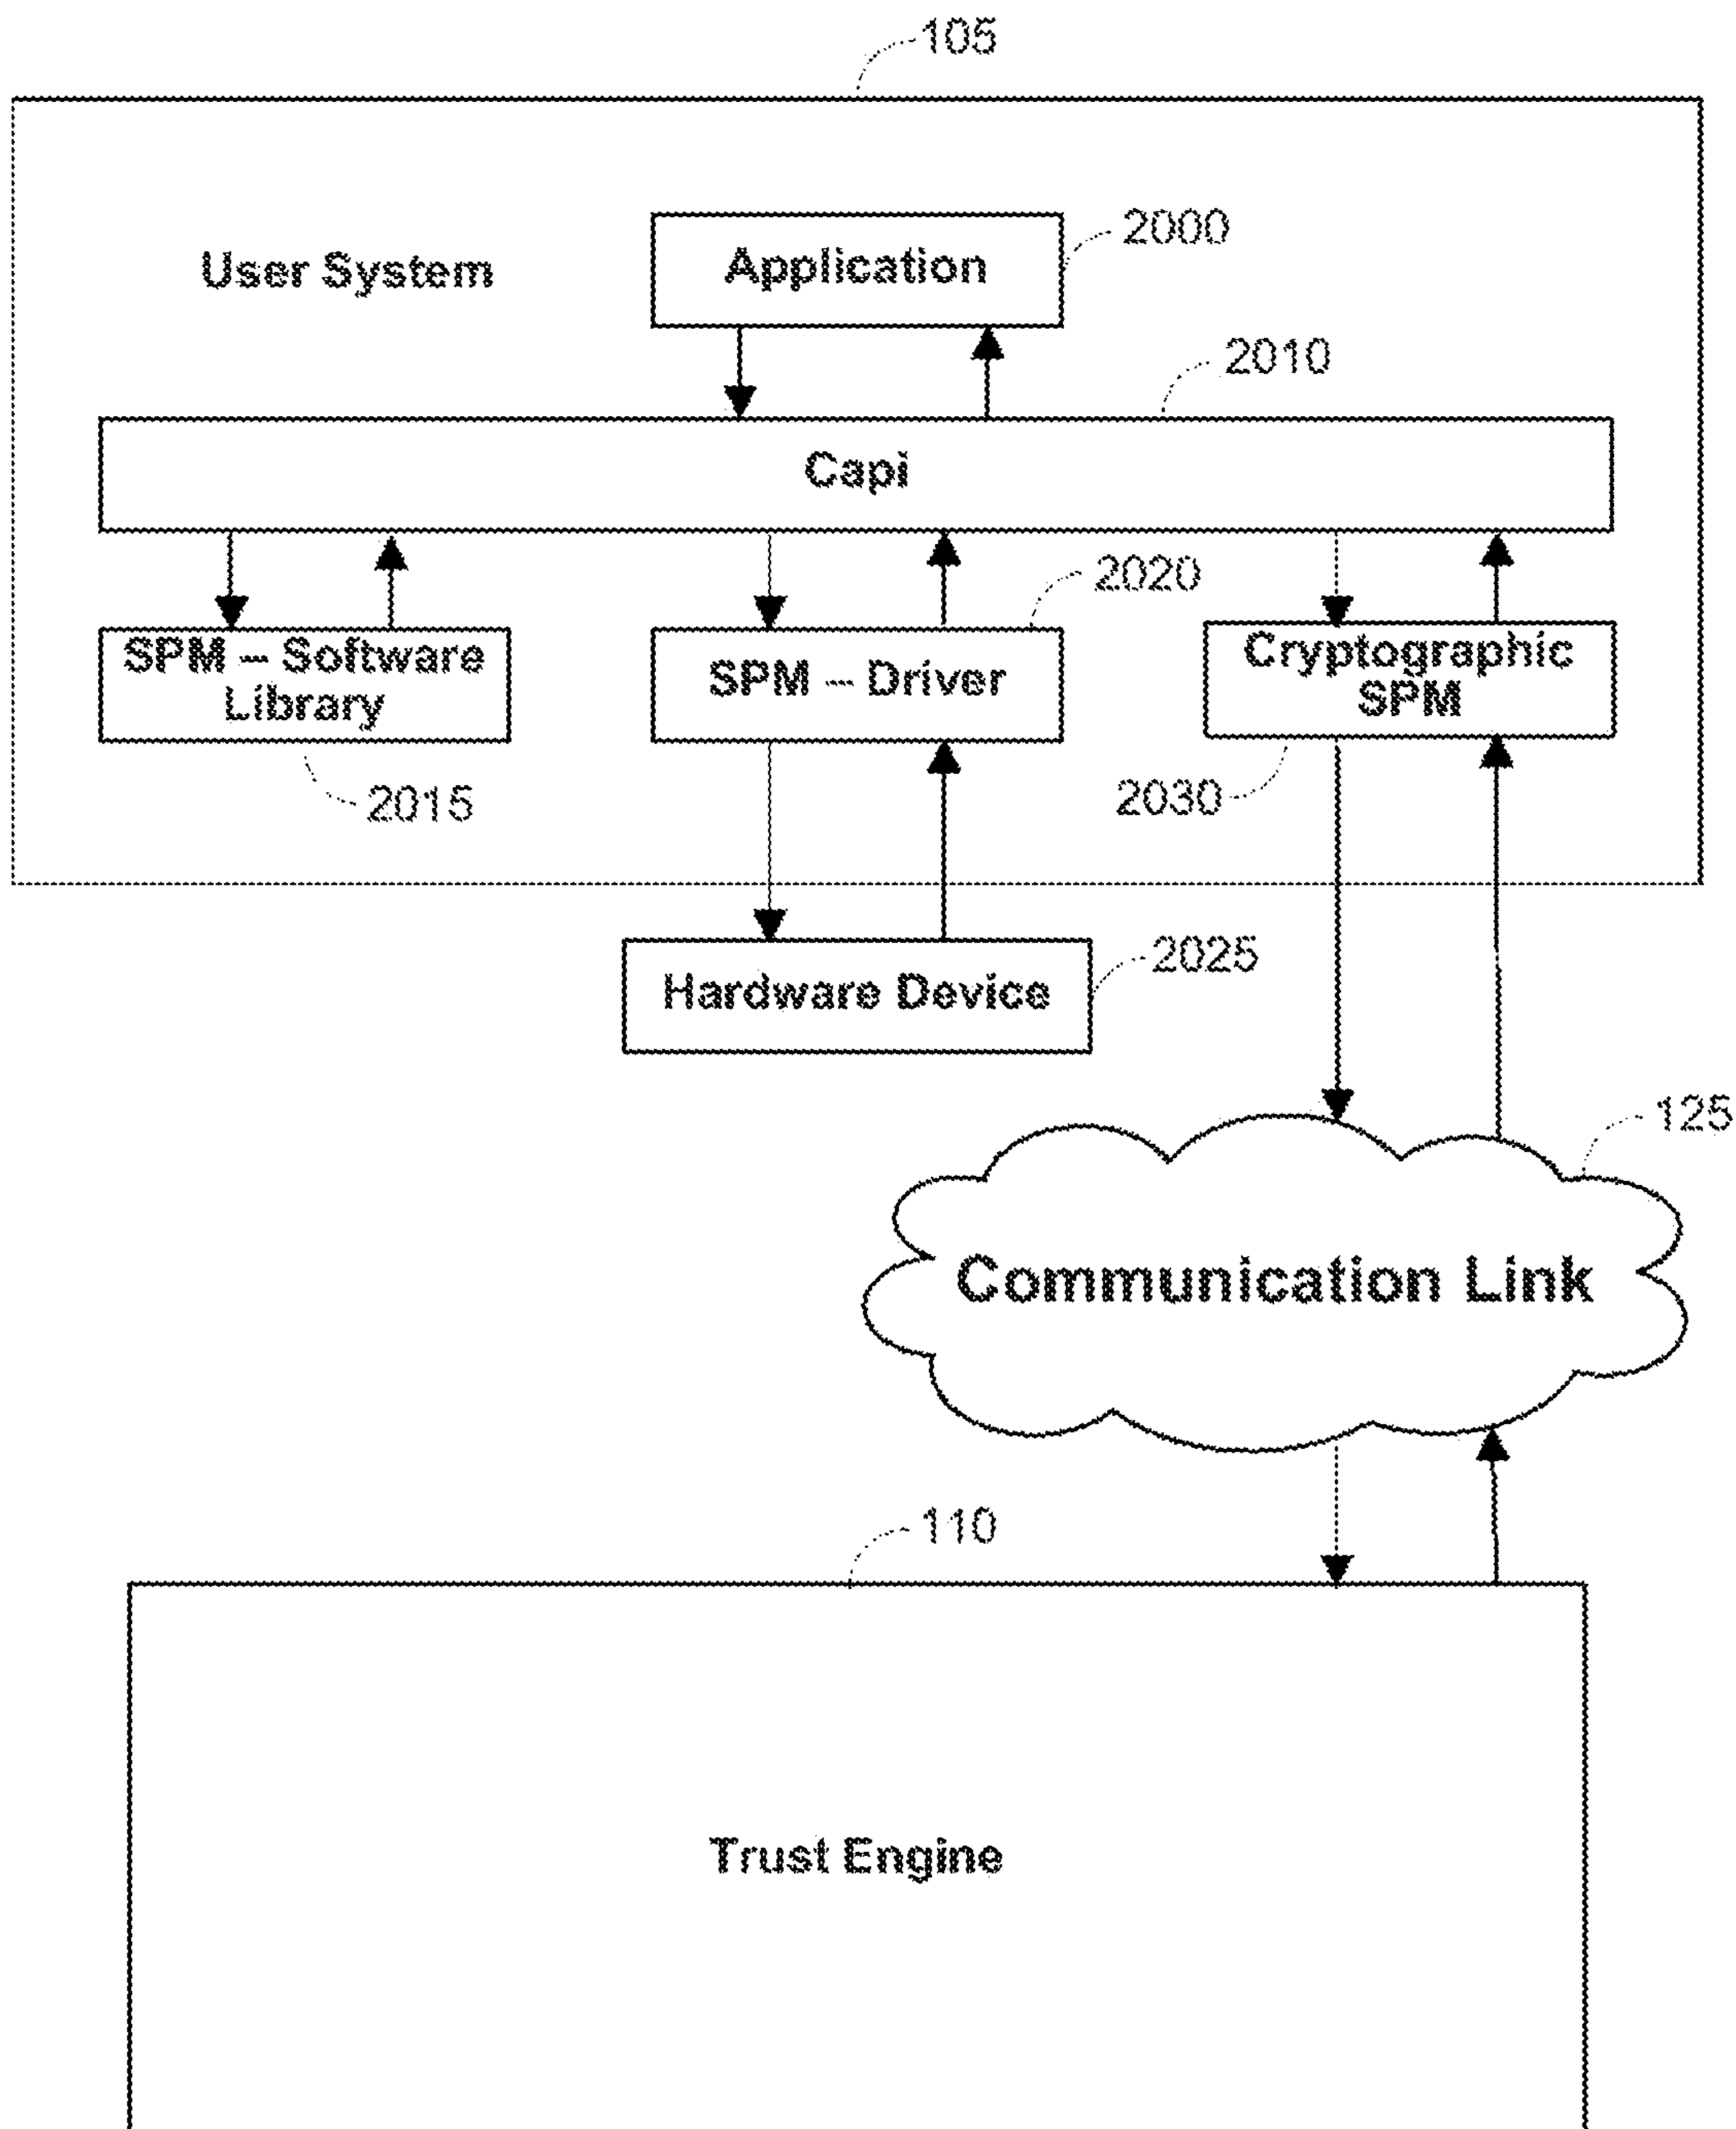 105
User System
Application
2000
2010
Capi
2020
SPM – Software
Library
SPM – Driver
Cryptographic
SPM
2015
2030
Hardware Device
2025
125
Communication Link
110
Trust Engine